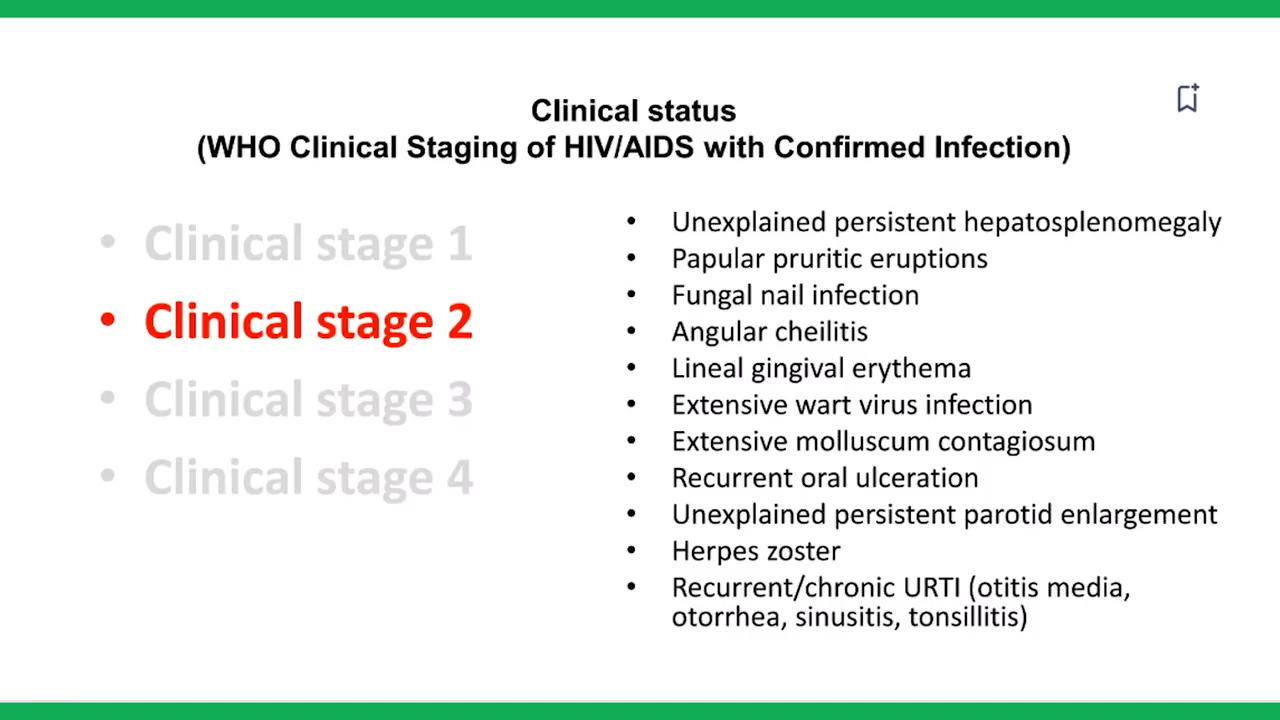 Clinical status
(WHO Clinical Staging of HIV/AIDS with Confirmed Infection)
• Clinical stage 1
• Clinical stage 2
• Clinical stage 3
• Clinical stage 4
• Unexplained persistent hepatosplenomegaly
• Papular pruritic eruptions
• Fungal nail infection
• Angular cheilitis
• Lineal gingival erythema
• Extensive wart virus infection
• Extensive molluscum contagiosum
• Recurrent oral ulceration
• Unexplained persistent parotid enlargement
• Herpes zoster
• Recurrent/chronic URTI (otitis media,
otorrhea, sinusitis, tonsillitis)